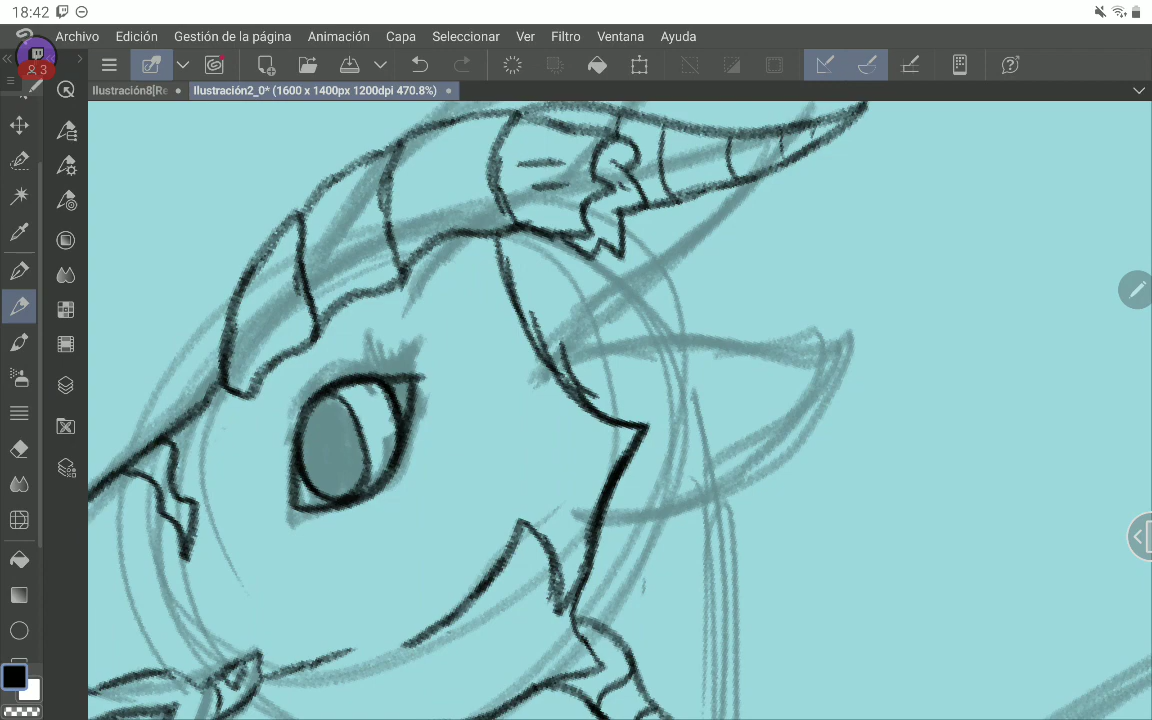 18:42
Archivo Edición Gestión de la página Animación Capa Seleccionar Ver Filtro Ventana Ayuda
3
Ilustración8[Re
Ilustración2_0* (1600 x 1400px 1200dpi 470.8%)